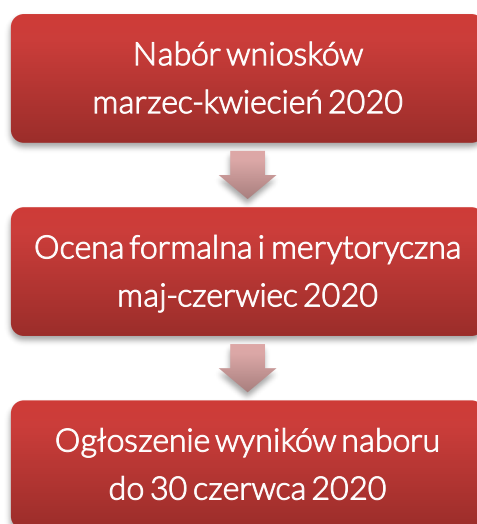 Nabór wniosków
marzec-kwiecień 2020
Ocena formalna i merytoryczna
maj-czerwiec 2020
Ogłoszenie wyników naboru
do 30 czerwca 2020